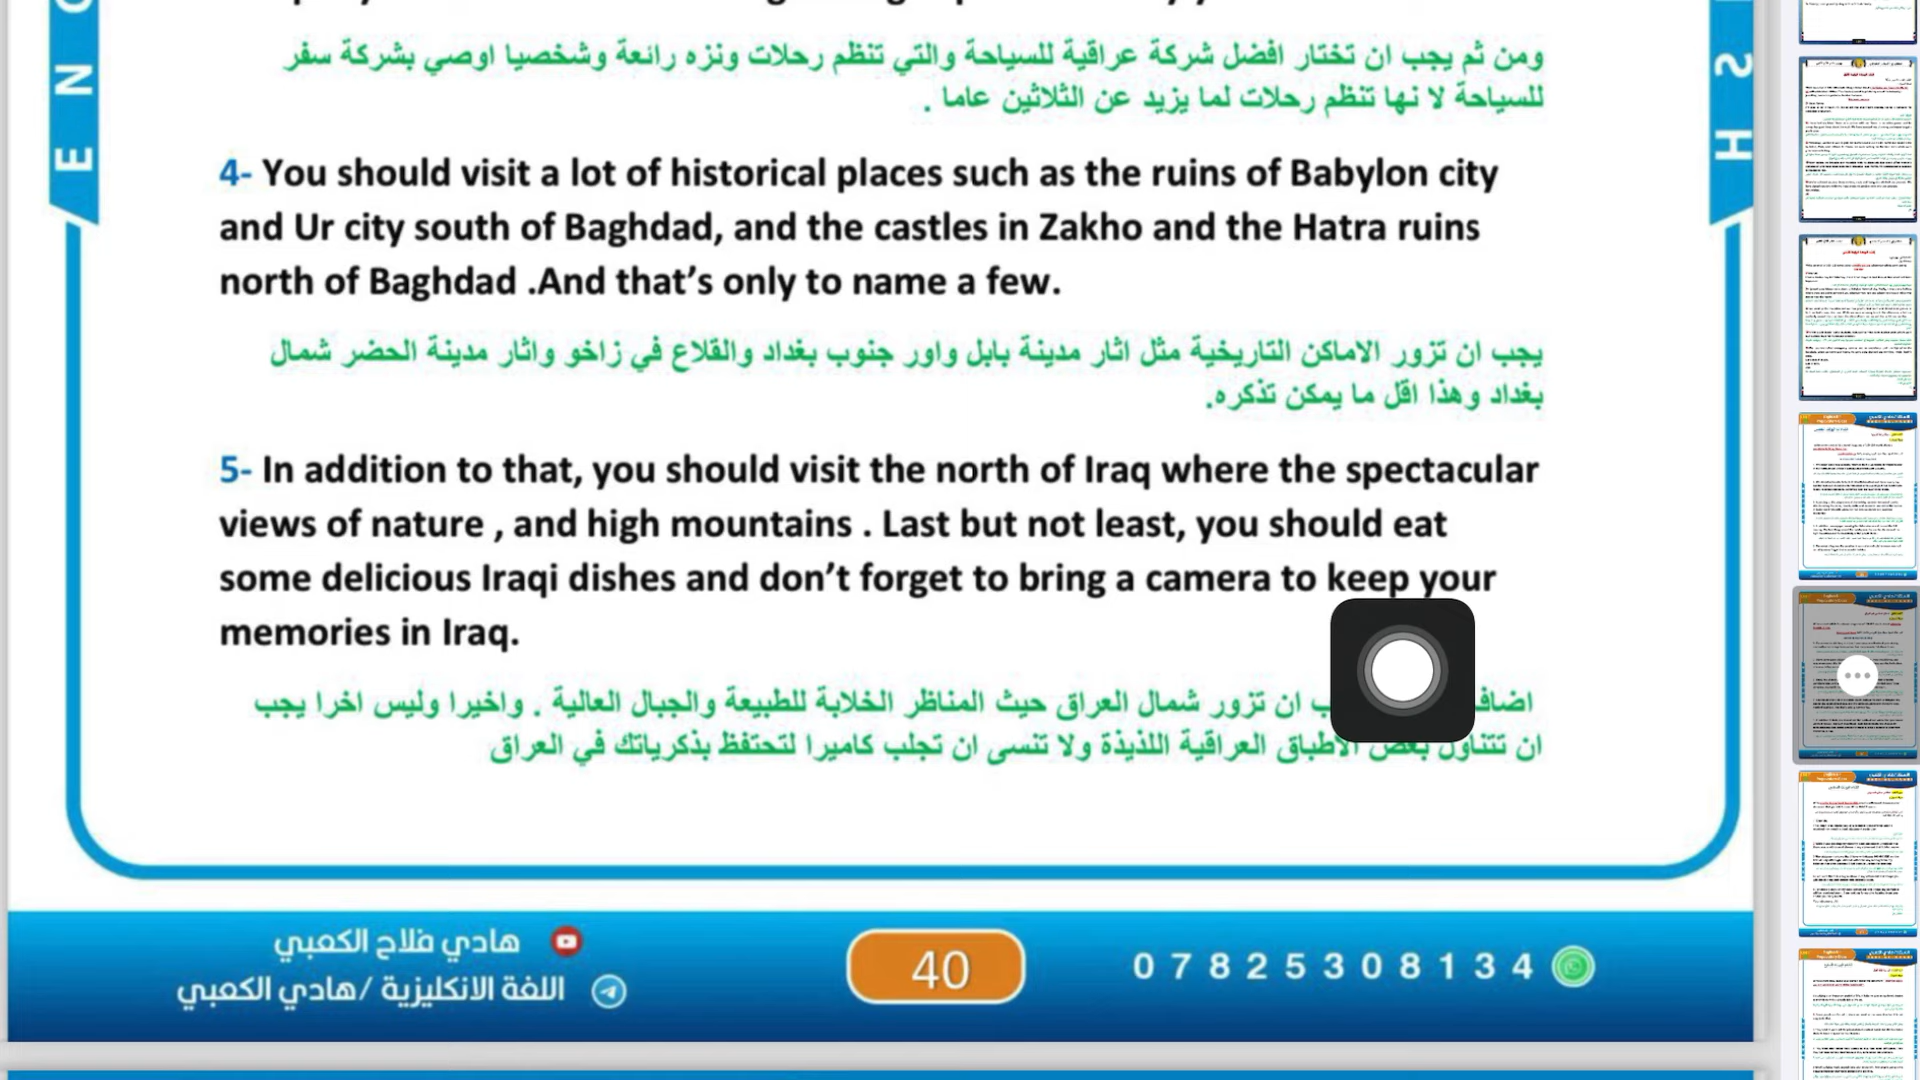 ومن ثم يجب ان تختار افضل شركة عراقية للسياحة والتي تنظم رحلات ونزه رائعة وشخصيا اوصي بشركة سفر
للسياحة لا نها تنظم رحلات لما يزيد عن الثلاثين عاما .
4- You should visit a lot of historical places such as the ruins of Babylon city
and Ur city south of Baghdad, and the castles in Zakho and the Hatra ruins
north of Baghdad .And that's only to name a few.
يجب ان تزور الاماكن التاريخية مثل اثار مدينة بابل واور جنوب بغداد والقلاع في زاخو واثار مدينة الحضر شمال
بغداد وهذا اقل ما يمكن تذكره.
5- In addition to that, you should visit the north of Iraq where the spectacular
views of nature , and high mountains . Last but not least, you should eat
some delicious Iraqi dishes and don't forget to bring a camera to keep your
memories in Iraq.
ان تزور شمال العراق حيث المناظر الخلابة للطبيعة والجبال العالية . واخيرا وليس اخرا يجب
ان تتناول بعض الاطباق العراقية اللذيذة ولا تنسى ان تجلب كاميرا لتحتفظ بذكرياتك في العراق
هادي فلاح الكعبي
اللغة الانكليزية /هادي الكعبي
40
07825308134
E N
S H